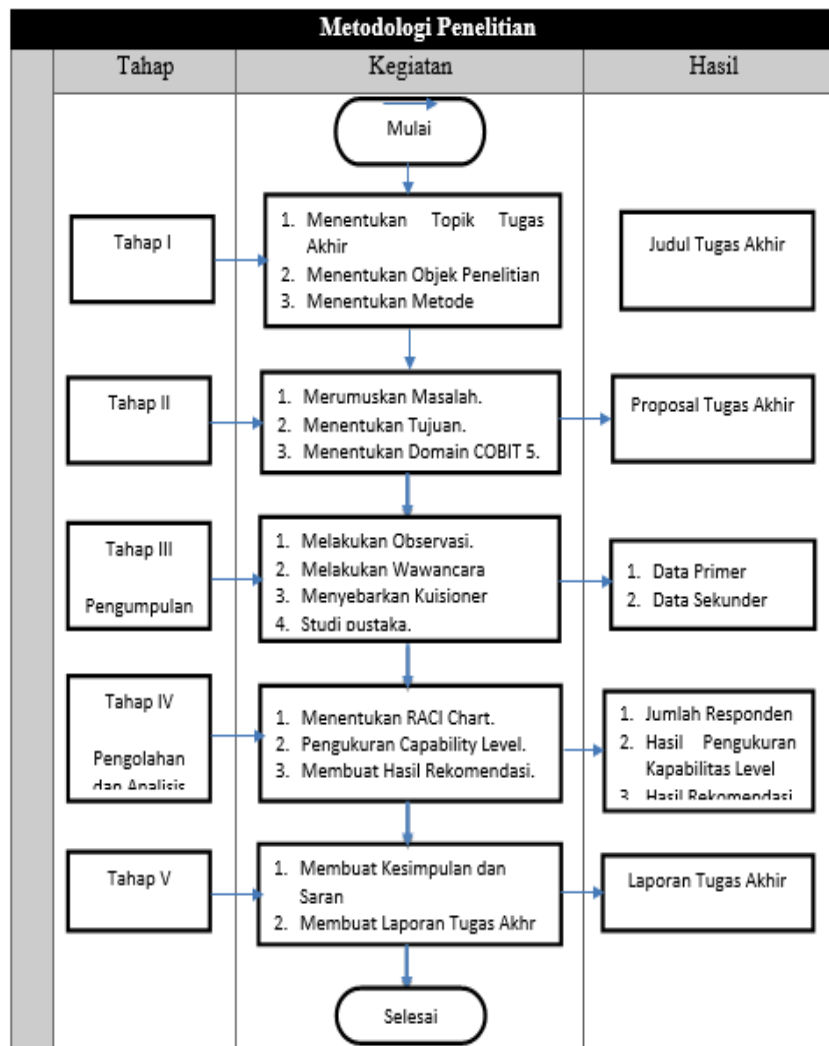 Metodologi Penelitian
Tahap
Kegiatan
Hasil
Mulai
Tahap I
1. Menentukan Topik Tugas
Akhir
2. Menentukan Objek Penelitian
3. Menentukan Metode
Judul Tugas Akhir
Tahap II
1. Merumuskan Masalah.
2. Menentukan Tujuan.
3. Menentukan Domain COBIT 5.
Proposal Tugas Akhir
Tahap III
Pengumpulan
1. Melakukan Observasi.
2. Melakukan Wawancara
3. Menyebarkan Kuisioner
4. Studi pustaka.
1. Data Primer
2. Data Sekunder
Tahap IV
Pengolahan
dan Analisis
1. Menentukan RACI Chart.
2. Pengukuran Capability Level.
3. Membuat Hasil Rekomendasi.
1. Jumlah Responden
2. Hasil Pengukuran
Kapabilitas Level
3. Hasil Rekomendasi
Tahap V
1. Membuat Kesimpulan dan
Saran
2. Membuat Laporan Tugas Akhr
Laporan Tugas Akhir
Selesai